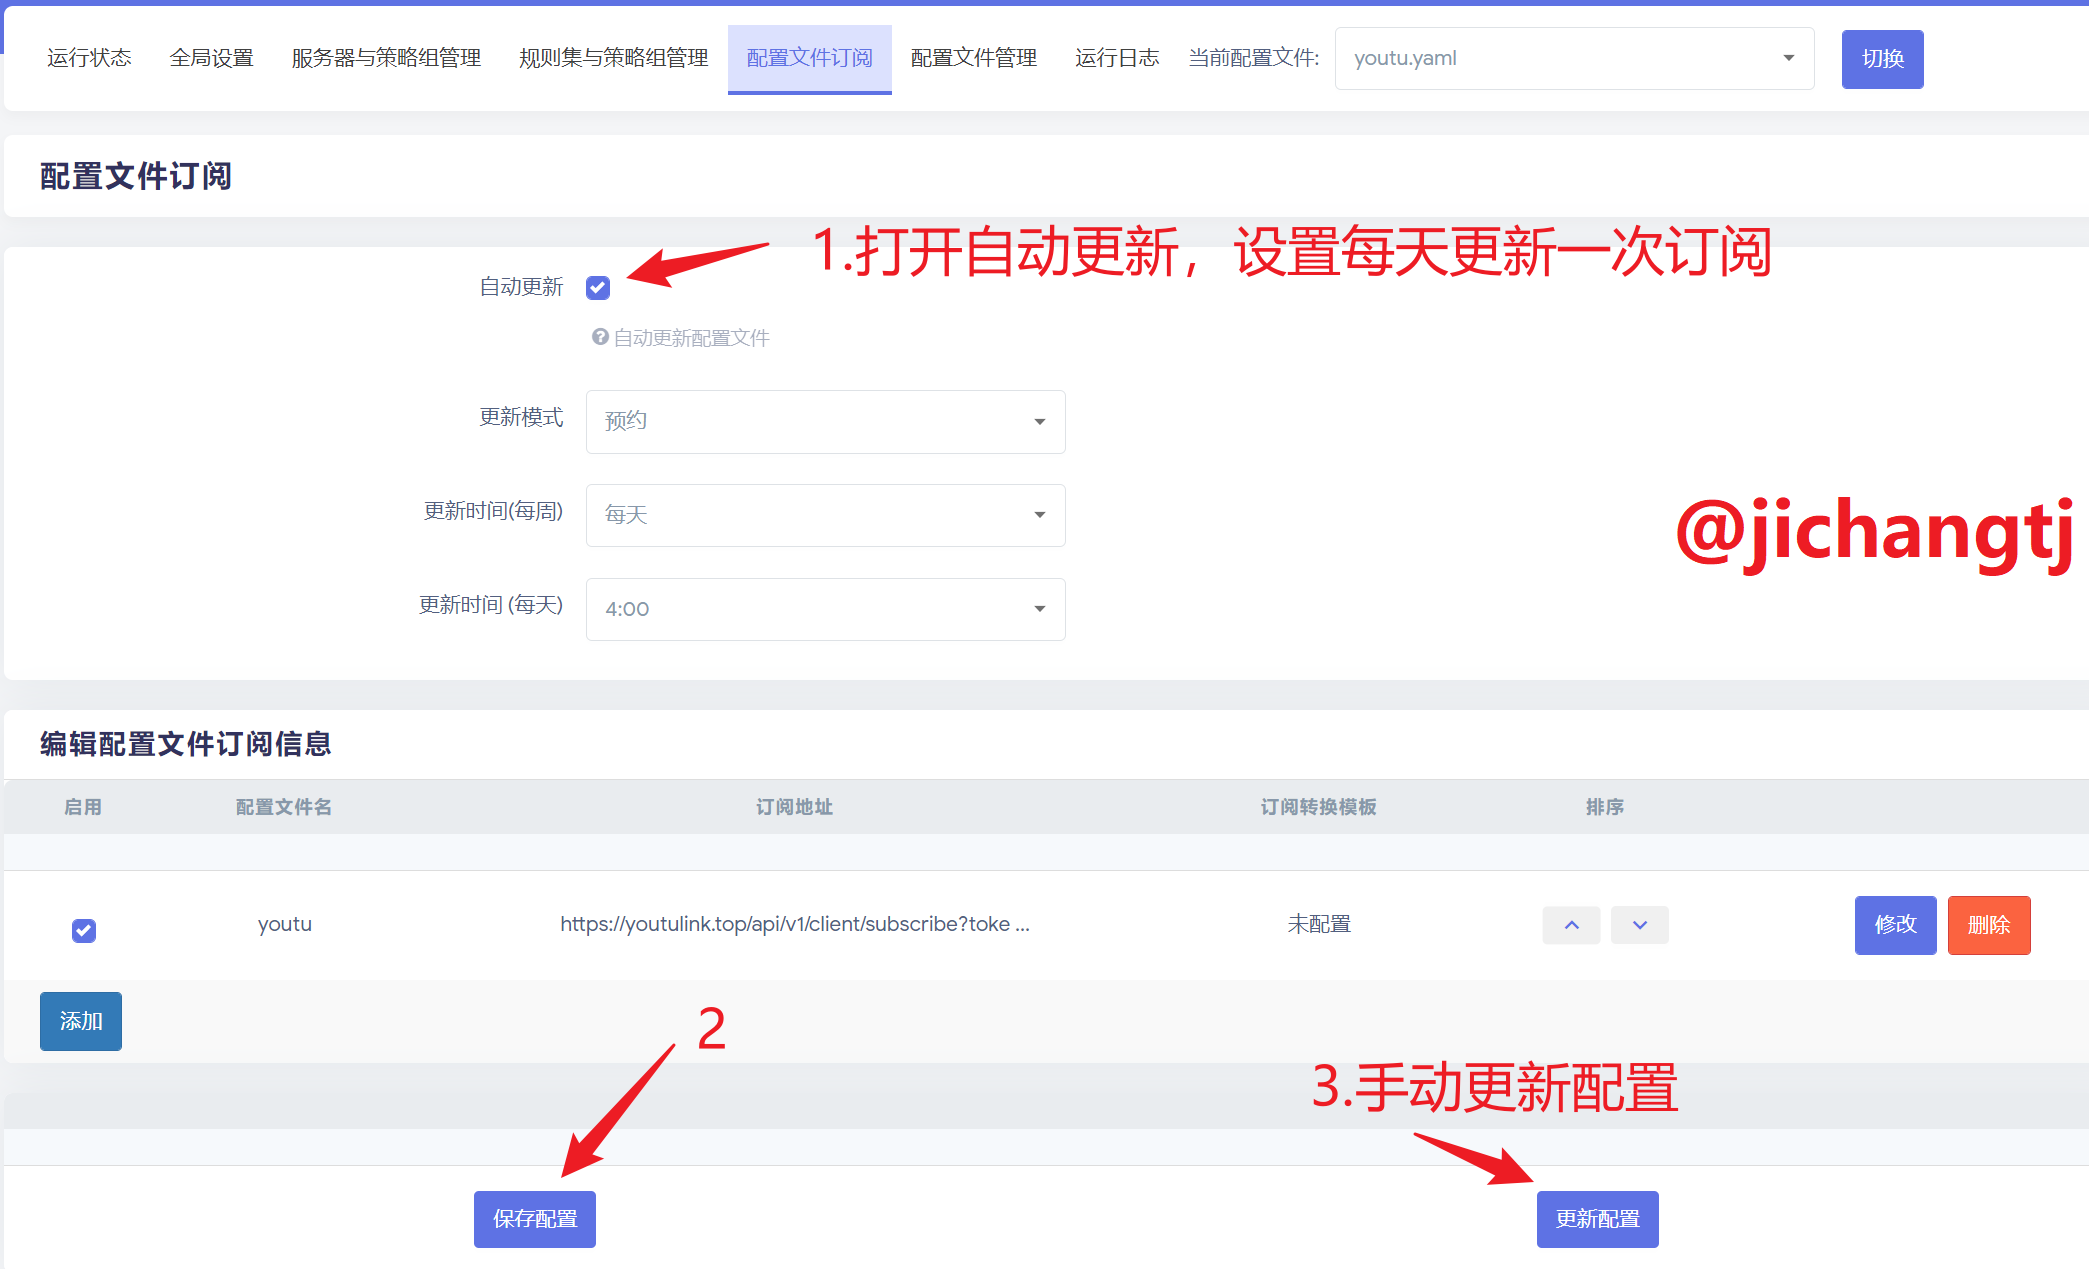 运行状态 全局设置 服务器与策略组管理 规则集与策略组管理 配置文件订阅 配置文件管理 运行日志 当前配置文件: youtu.yaml 切换
配置文件订阅
1.打开自动更新，设置每天更新一次订阅
自动更新
自动更新配置文件
更新模式 预约
更新时间(每周) 每天
@jichangtj
更新时间 (每天) 4:00
编辑配置文件订阅信息
启用 配置文件名 订阅地址 订阅转换模板 排序
youtu https://youtulink.top/api/v1/client/subscribe?toke ... 未配置 修改 删除
添加
2
3.手动更新配置
保存配置 更新配置